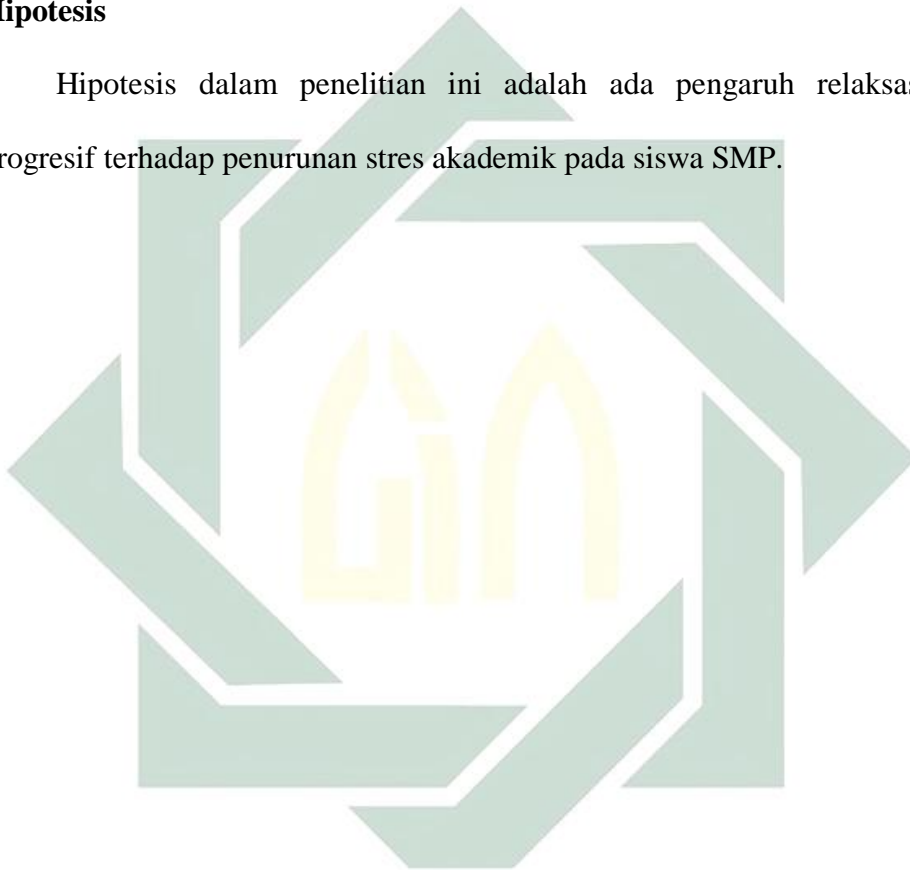 Hipotesis
Hipotesis dalam penelitian ini adalah ada pengaruh relaksas
rogresif terhadap penurunan stres akademik pada siswa SMP.